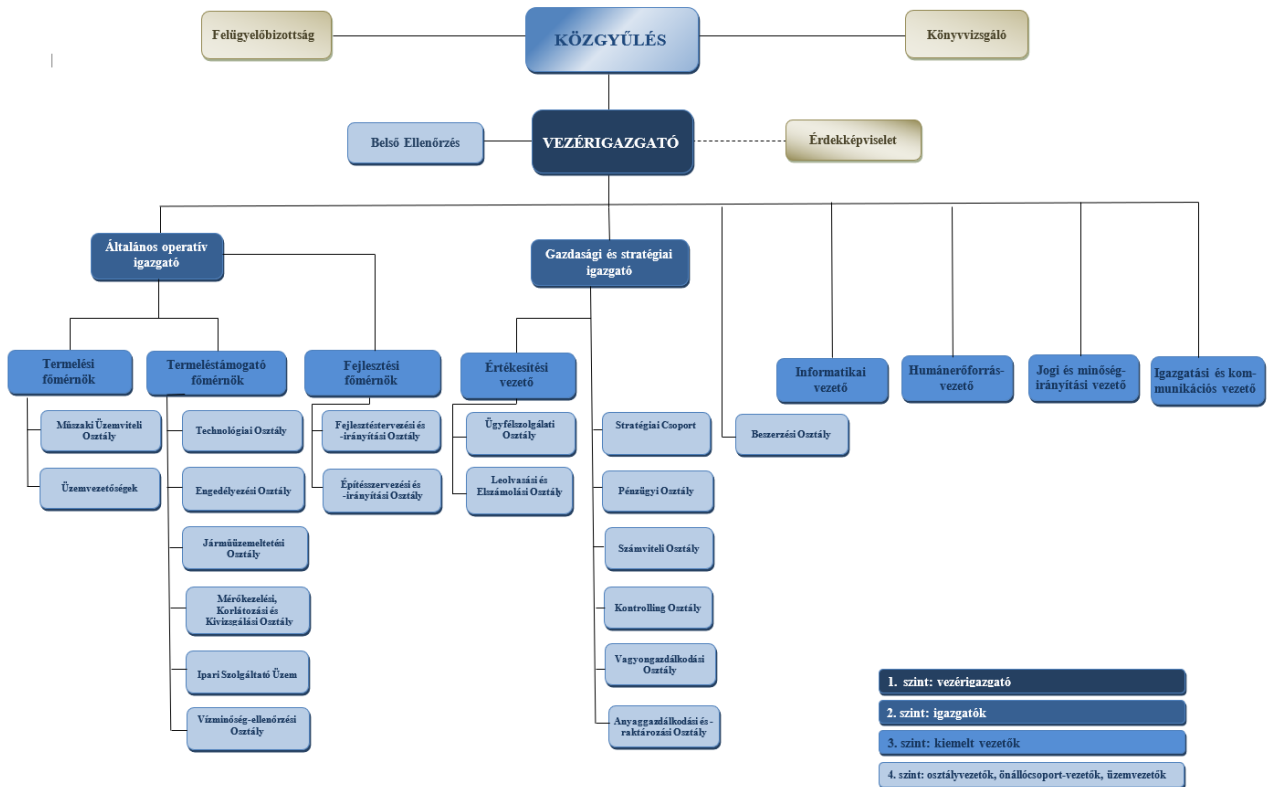 Felügyelőbizottság
KÖZGYŰLÉS
Könyvvizsgáló
Belső Ellenőrzés
VEZÉRIGAZGATÓ
Érdekképviselet
Általános operatív
igazgató
Gazdasági és stratégiai
igazgató
Termelési
főmérnök
Termeléstámogató
főmérnök
Fejlesztési
főmérnök
Értékesítési
vezető
Informatikai
vezető
Humánerőforrás-
vezető
Jogi és minőség-
irányítási vezető
Igazgatási és kom-
munikációs vezető
Műszaki Üzemviteli
Osztály
Technológiai Osztály
Fejlesztéstervezési és
-irányítási Osztály
Ügyfélszolgálati
Osztály
Stratégiai Csoport
Beszerzési Osztály
Üzemvezetőségek
Engedélyezési Osztály
Építésszervezési és
-irányítási Osztály
Leolvasási és
Elszámolási Osztály
Pénzügyi Osztály
Járműüzemeltetési
Osztály
Számviteli Osztály
Mérőkezelési,
Korlátozási és
Kivizsgálási Osztály
Kontrolling Osztály
Ipari Szolgáltató Üzem
Vagyongazdálkodási
Osztály
Vízminőség-ellenőrzési
Osztály
Anyaggazdálkodási és -
raktározási Osztály
1. szint: vezérigazgató
2. szint: igazgatók
3. szint: kiemelt vezetők
4. szint: osztályvezetők, önállócsoport-vezetők, üzemvezetők